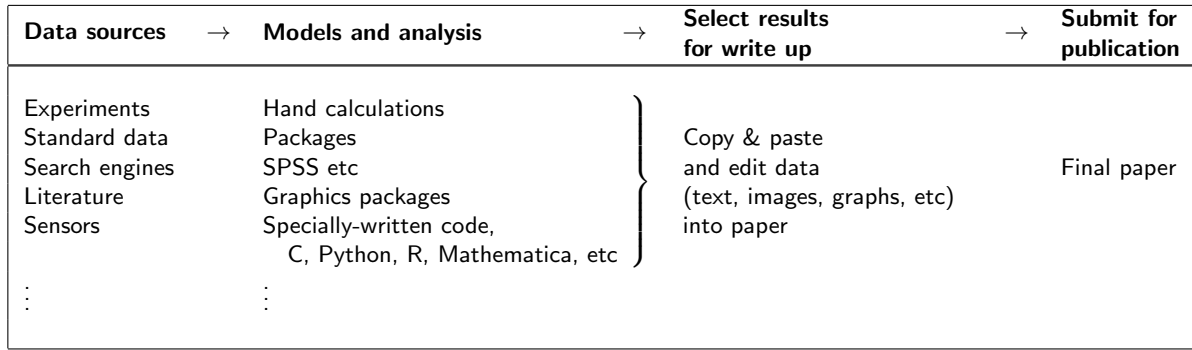 Data sources → Models and analysis → Select results for write up → Submit for publication
Experiments Hand calculations
Standard data Packages Copy & paste
Search engines SPSS etc and edit data Final paper
Literature Graphics packages (text, images, graphs, etc)
Sensors Specially-written code, into paper
C, Python, R, Mathematica, etc
⋮ ⋮